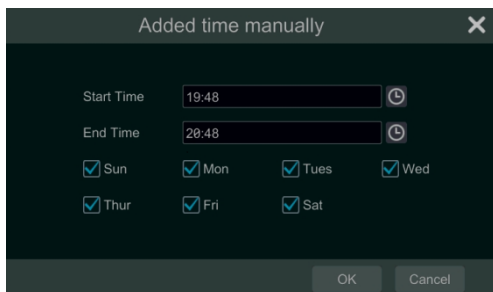 Added time manually
Start Time 19:48
End Time 20:48
Sun Mon Tues Wed
Thur Fri Sat
OK Cancel